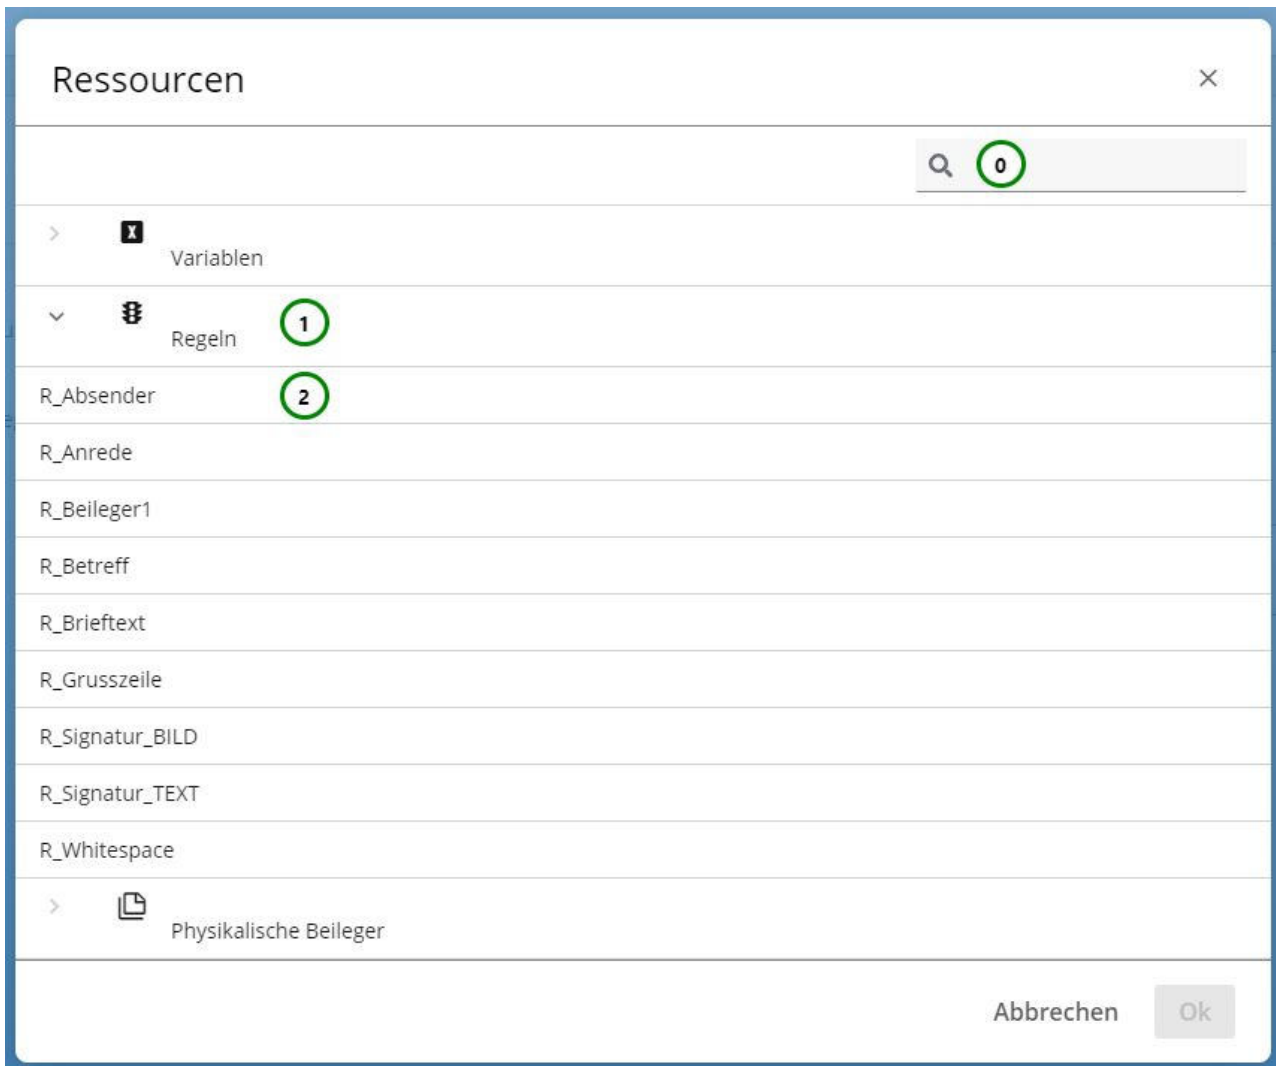 Ressourcen
0
Variablen
Regeln 1
R_Absender 2
R_Anrede
R_Beileger1
R_Betreff
R_Brieftext
R_Grusszeile
R_Signatur_BILD
R_Signatur_TEXT
R_Whitespace
Physikalische Beileger
Abbrechen Ok